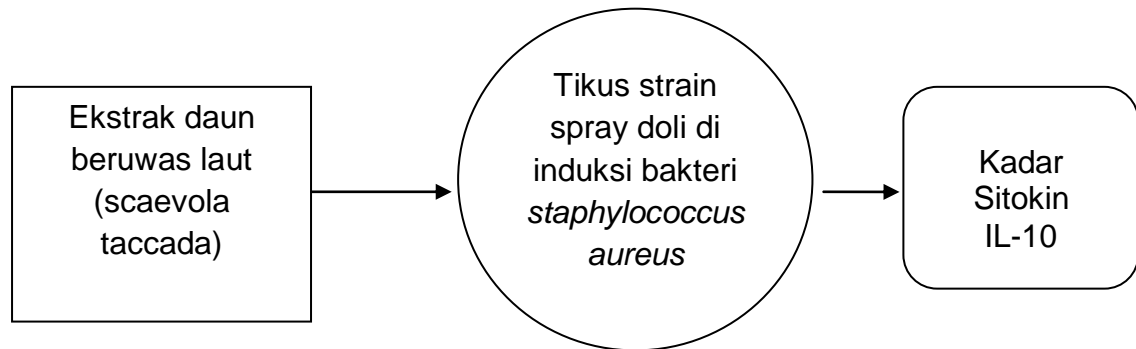 Ekstrak daun
beruwas laut
(scaevola
taccada)
Tikus strain
spray doli di
induksi bakteri
staphylococcus
aureus
Kadar
Sitokin
IL-10